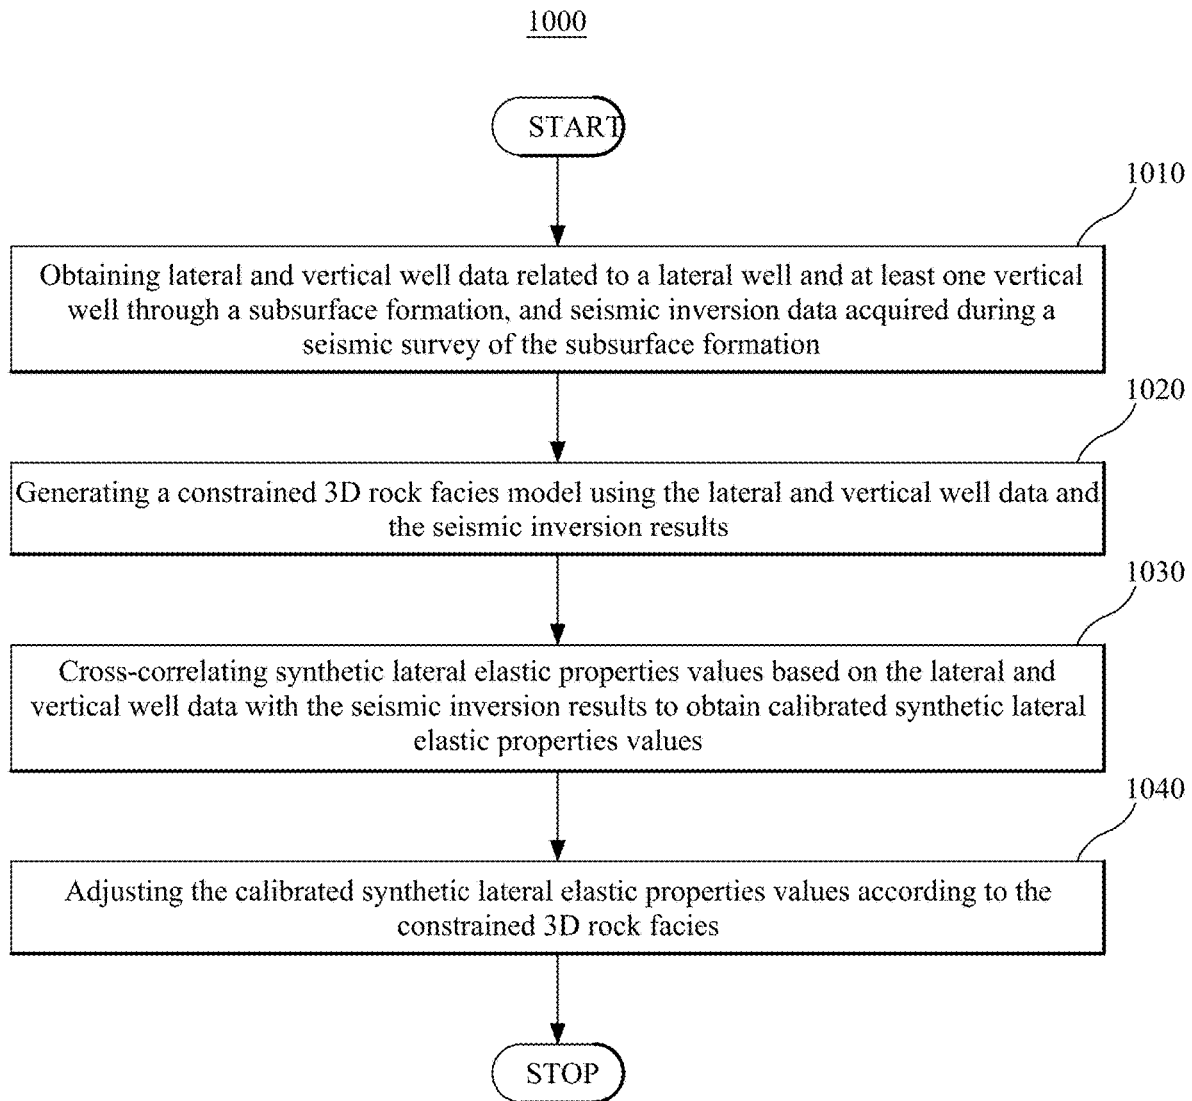 1000
START
1010
Obtaining lateral and vertical well data related to a lateral well and at least one vertical
well through a subsurface formation, and seismic inversion data acquired during a
seismic survey of the subsurface formation
1020
Generating a constrained 3D rock facies model using the lateral and vertical well data and
the seismic inversion results
1030
Cross-correlating synthetic lateral elastic properties values based on the lateral and
vertical well data with the seismic inversion results to obtain calibrated synthetic lateral
elastic properties values
1040
Adjusting the calibrated synthetic lateral elastic properties values according to the
constrained 3D rock facies
STOP